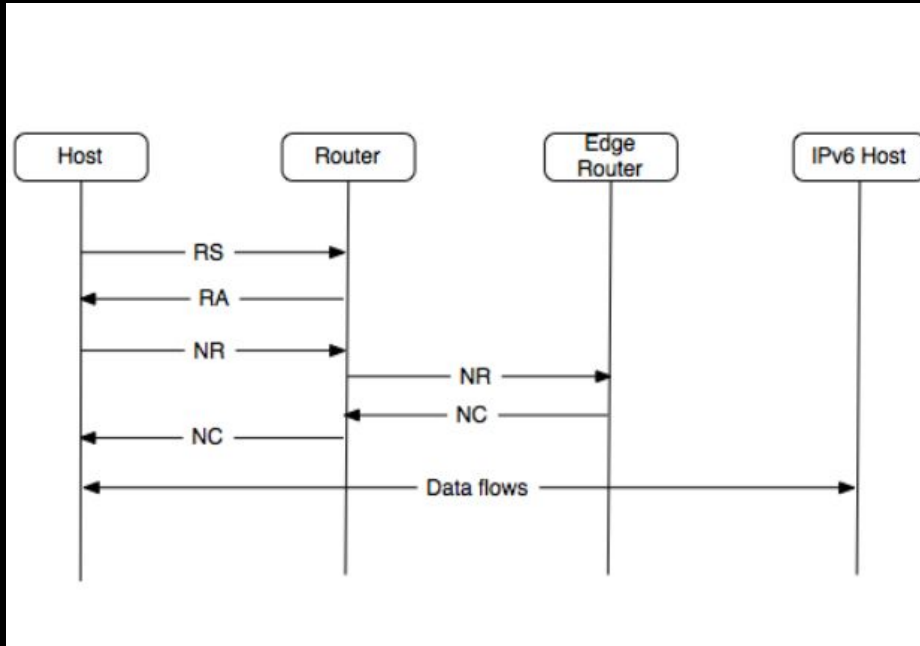 Host
Router
Edge
Router
IPv6 Host
RS
RA
NR
NR
NC
NC
Data flows